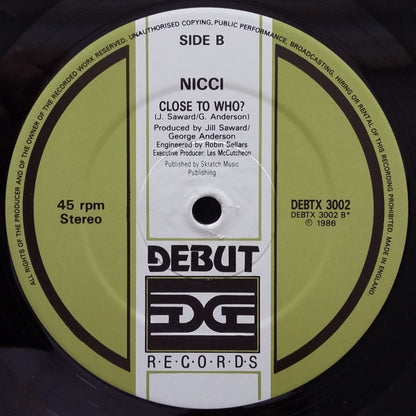 ALL RIGHTS OF THE PRODUCER AND OF THE OWNER OF THE RECORDED WORK RESERVED. UNAUTHORISED COPYING, PUBLIC PERFORMANCE, BROADCASTING, HIRING OR RENTAL OF THIS RECORDING PROHIBITED. MADE IN ENGLAND.
SIDE B
NICCI
CLOSE TO WHO?
(J. Saward/G. Anderson)
Produced by Jill Saward/
George Anderson
Engineered by Robin Sellars
Executive Producer: Les McCutcheon
Published by Skratch Music
Publishing
45 rpm
Stereo
DEBTX 3002
DEBTX 3002 B*
℗ 1986
DEBUT
EDGE
R·E·C·O·R·D·S